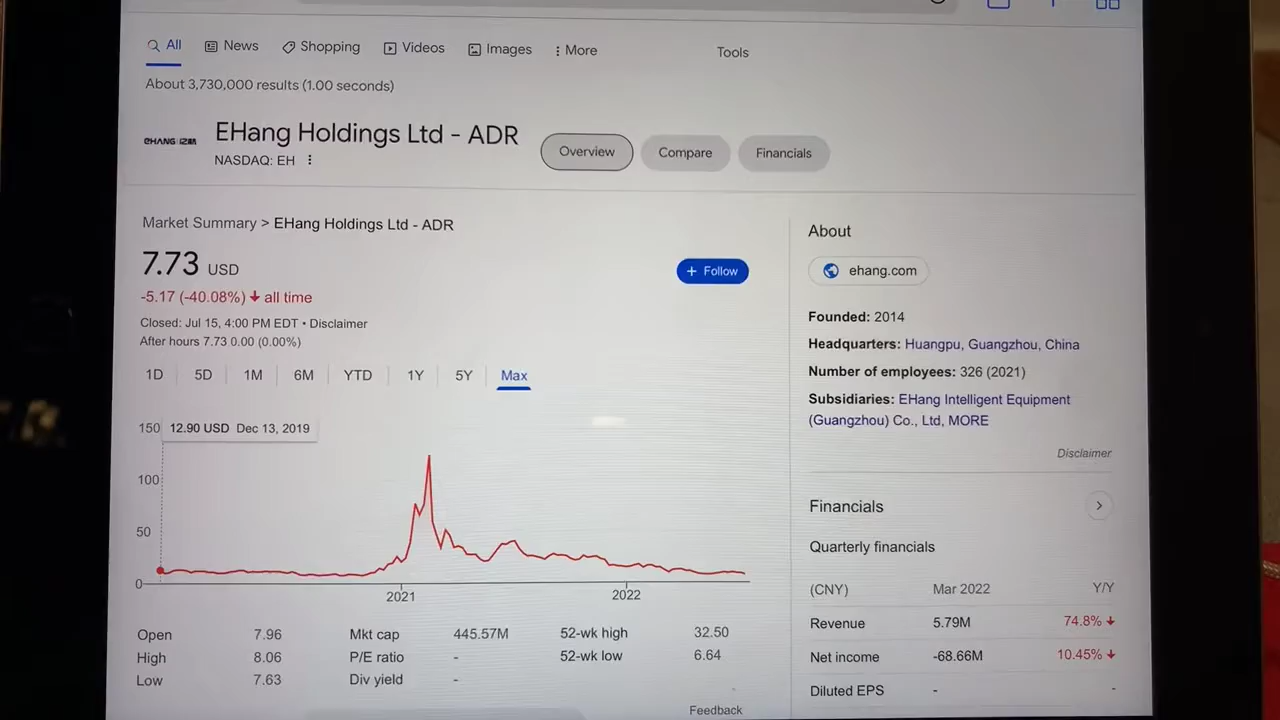 All News Shopping Videos Images More Tools
About 3,730,000 results (1.00 seconds)
EHANG 亿航
EHang Holdings Ltd - ADR
NASDAQ: EH
Overview Compare Financials
Market Summary > EHang Holdings Ltd - ADR
7.73 USD
+ Follow
-5.17 (-40.08%) all time
Closed: Jul 15, 4:00 PM EDT • Disclaimer
After hours 7.73 0.00 (0.00%)
1D 5D 1M 6M YTD 1Y 5Y Max
150
12.90 USD Dec 13, 2019
100
50
0
2021 2022
Open 7.96 Mkt cap 445.57M 52-wk high 32.50
High 8.06 P/E ratio - 52-wk low 6.64
Low 7.63 Div yield -
Feedback
About
ehang.com
Founded: 2014
Headquarters: Huangpu, Guangzhou, China
Number of employees: 326 (2021)
Subsidiaries: EHang Intelligent Equipment
(Guangzhou) Co., Ltd, MORE
Disclaimer
Financials
Quarterly financials
(CNY) Mar 2022 Y/Y
Revenue 5.79M 74.8%
Net income -68.66M 10.45%
Diluted EPS - -